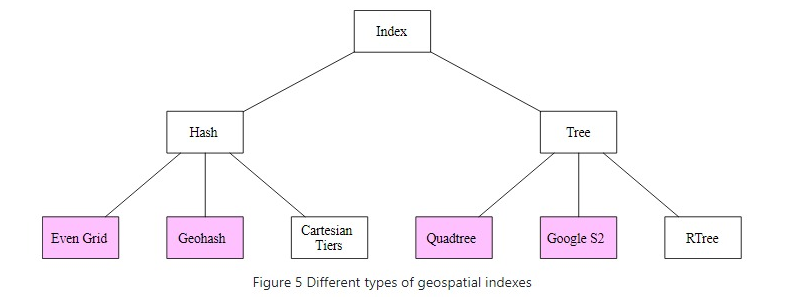 Index
Hash
Tree
Even Grid
Geohash
Cartesian
Tiers
Quadtree
Google S2
RTree
Figure 5 Different types of geospatial indexes